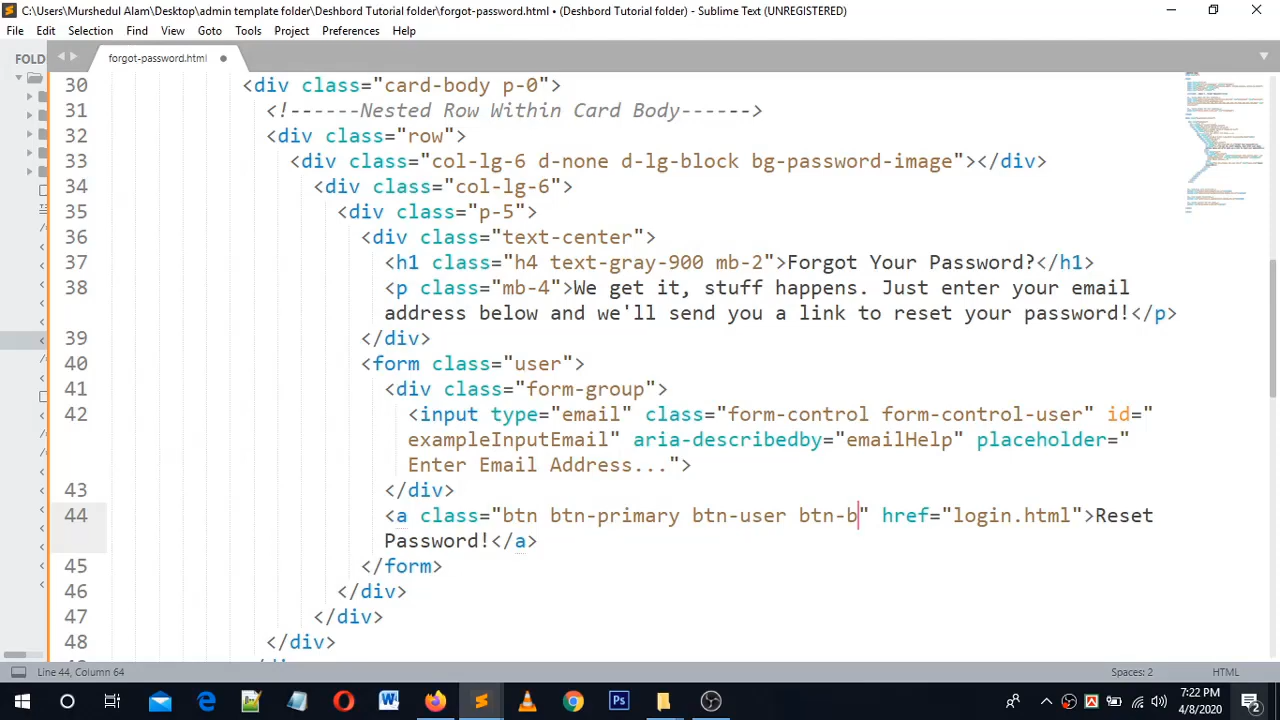 C:\Users\Murshedul Alam\Desktop\admin template folder\Deshbord Tutorial folder\forgot-password.html • (Deshbord Tutorial folder) - Sublime Text (UNREGISTERED)
File Edit Selection Find View Goto Tools Project Preferences Help
FOLD
forgot-password.html
30 <div class="card-body p-0">
31 <!------Nested Row Within Card Body------>
32 <div class="row">
33 <div class="col-lg-6 d-none d-lg-block bg-password-image"></div>
34 <div class="col-lg-6">
35 <div class="p-5">
36 <div class="text-center">
37 <h1 class="h4 text-gray-900 mb-2">Forgot Your Password?</h1>
38 <p class="mb-4">We get it, stuff happens. Just enter your email
address below and we'll send you a link to reset your password!</p>
39 </div>
40 <form class="user">
41 <div class="form-group">
42 <input type="email" class="form-control form-control-user" id="
exampleInputEmail" aria-describedby="emailHelp" placeholder="
Enter Email Address...">
43 </div>
44 <a class="btn btn-primary btn-user btn-b" href="login.html">Reset
Password!</a>
45 </form>
46 </div>
47 </div>
48 </div>
Line 44, Column 64
Spaces: 2
HTML
7:22 PM
4/8/2020
2